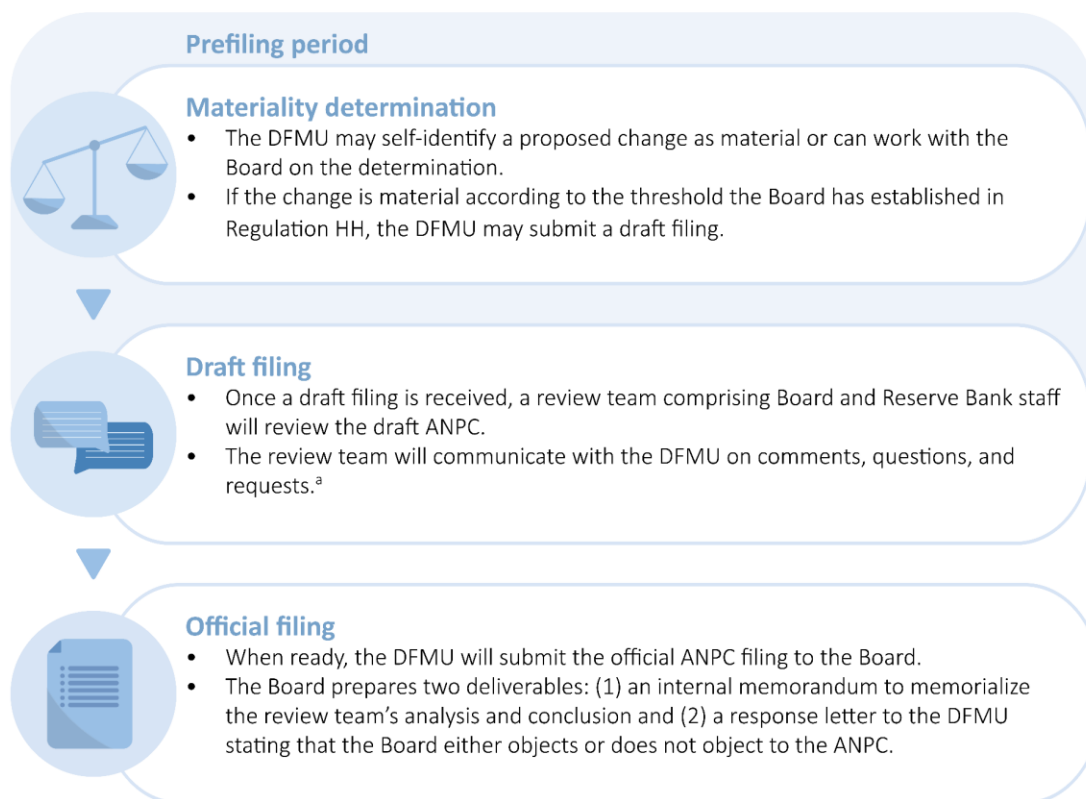 Prefiling period
Materiality determination
• The DFMU may self-identify a proposed change as material or can work with the
Board on the determination.
• If the change is material according to the threshold the Board has established in
Regulation HH, the DFMU may submit a draft filing.
Draft filing
• Once a draft filing is received, a review team comprising Board and Reserve Bank staff
will review the draft ANPC.
• The review team will communicate with the DFMU on comments, questions, and
requests.ᵃ
Official filing
• When ready, the DFMU will submit the official ANPC filing to the Board.
• The Board prepares two deliverables: (1) an internal memorandum to memorialize
the review team’s analysis and conclusion and (2) a response letter to the DFMU
stating that the Board either objects or does not object to the ANPC.